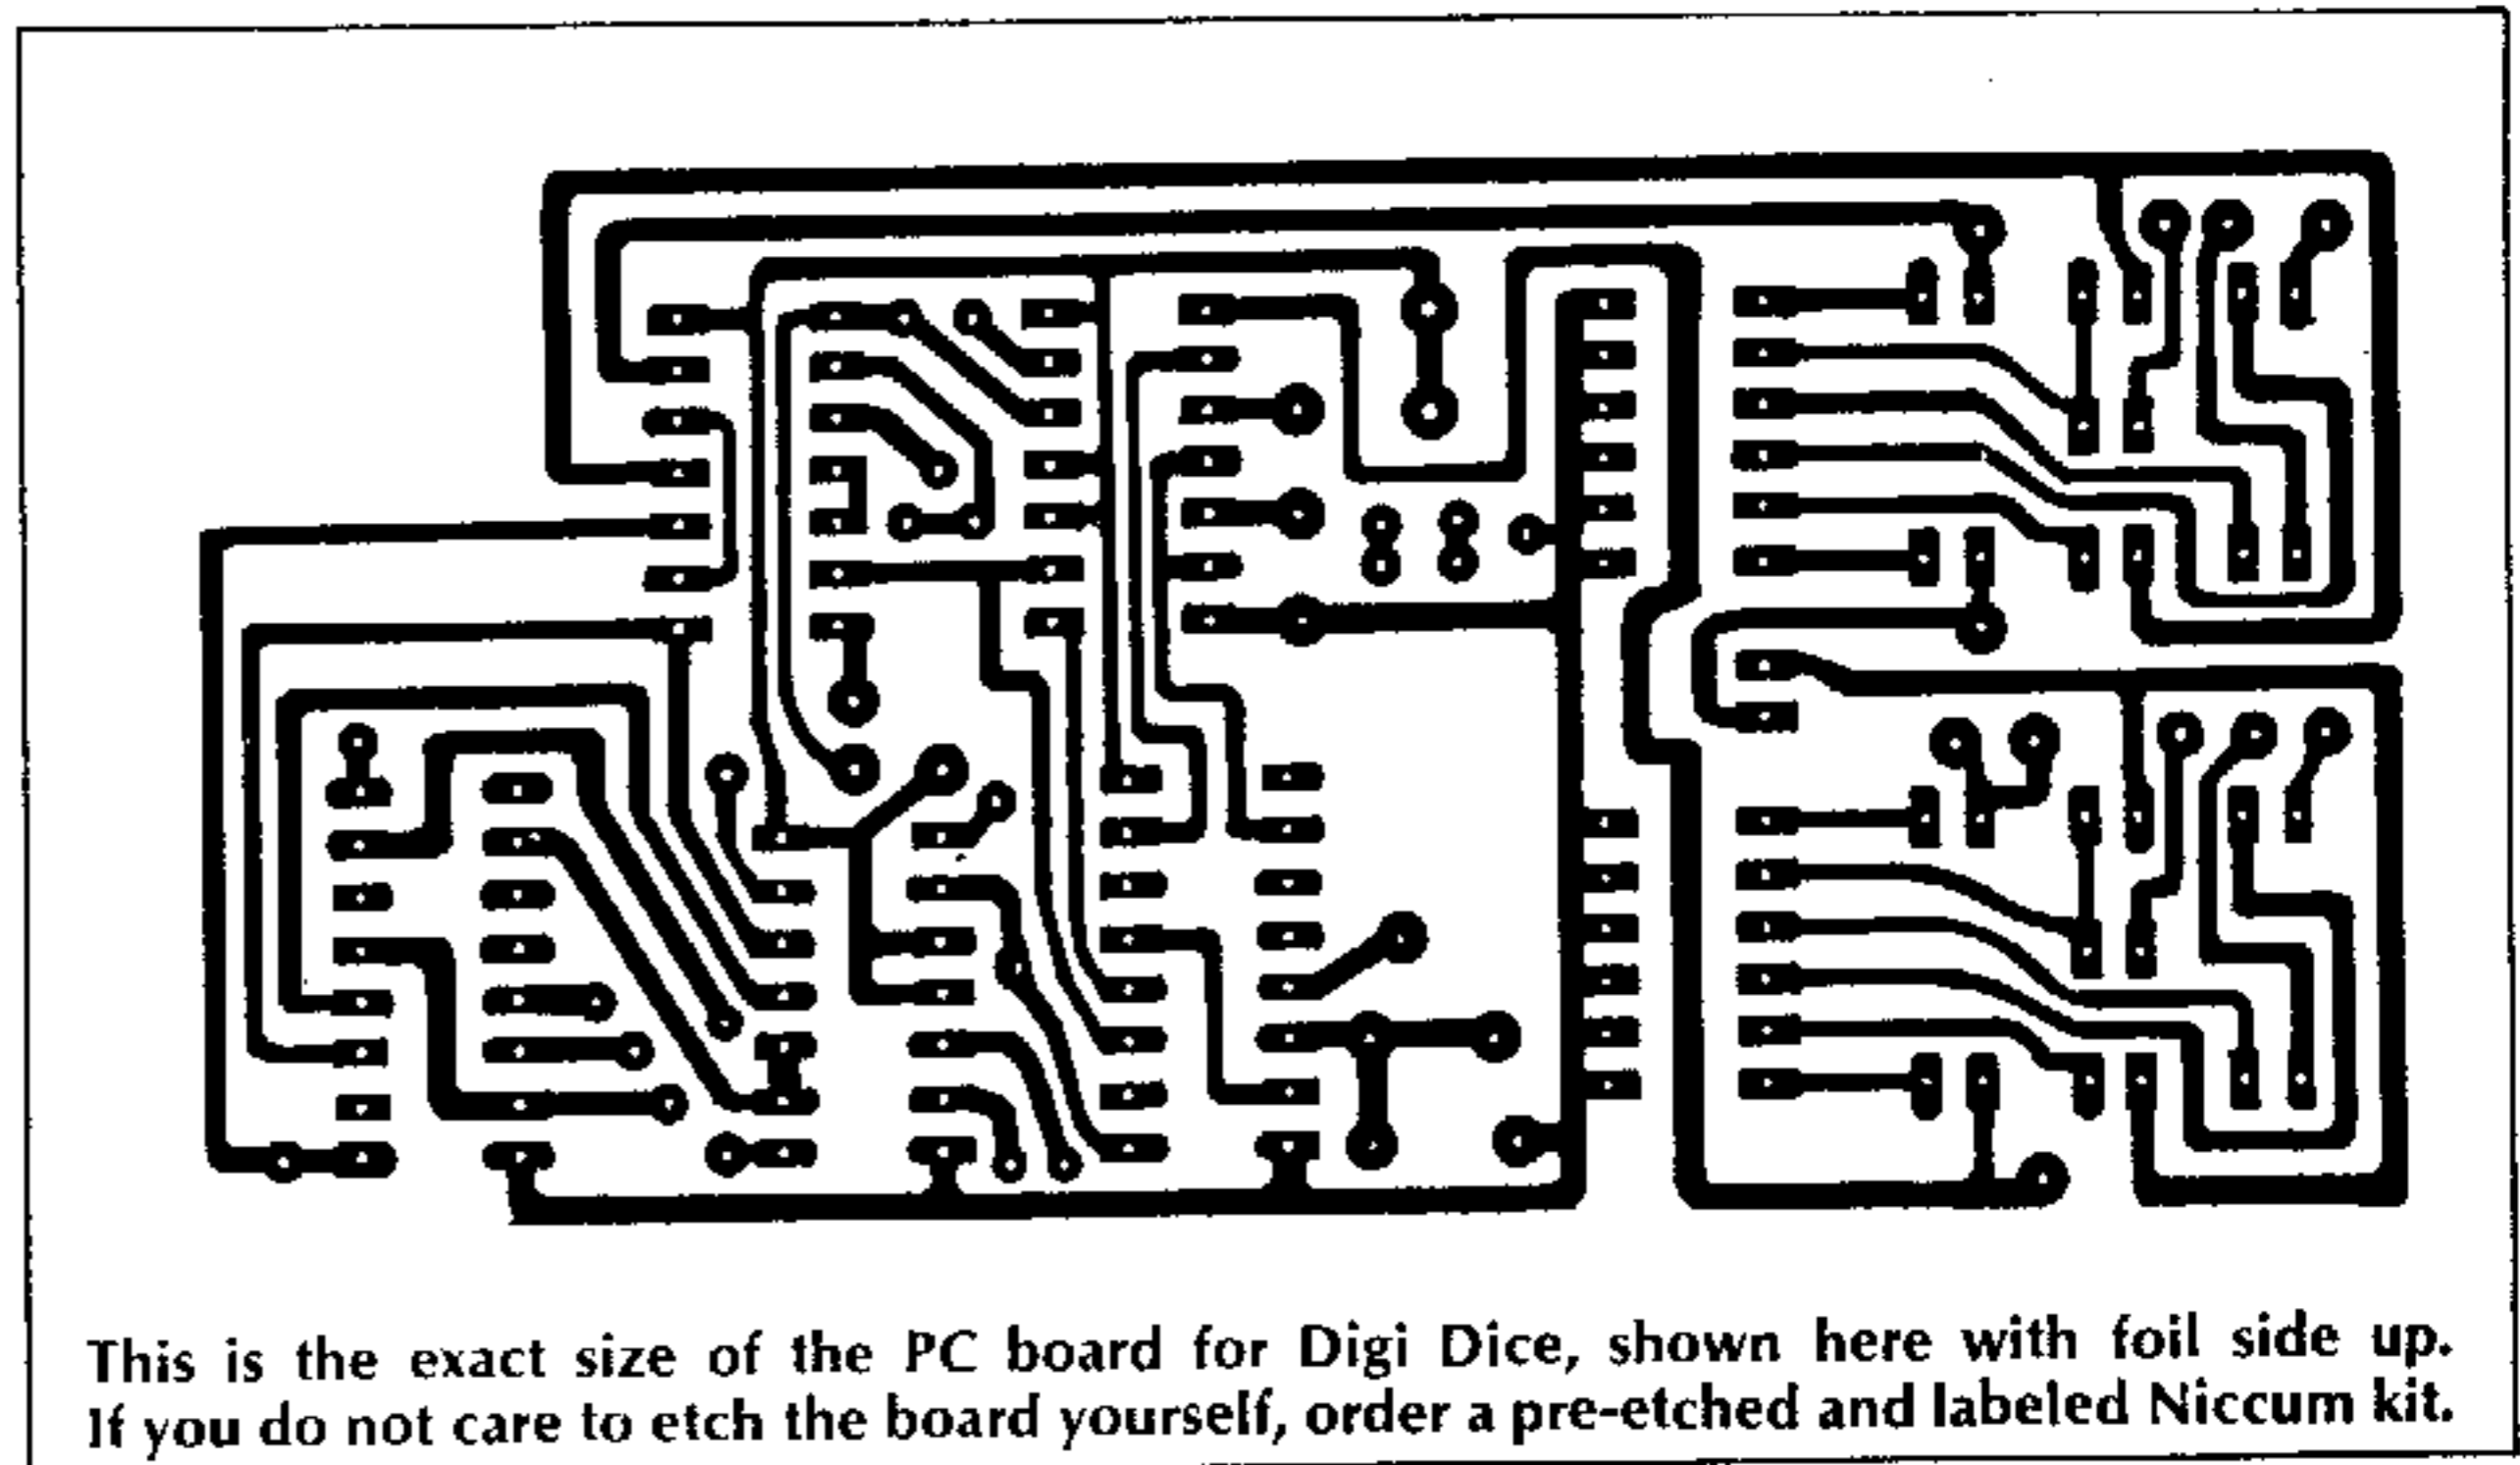 This is the exact size of the PC board for Digi Dice, shown here with foil side up.
If you do not care to etch the board yourself, order a pre-etched and labeled Niccum kit.